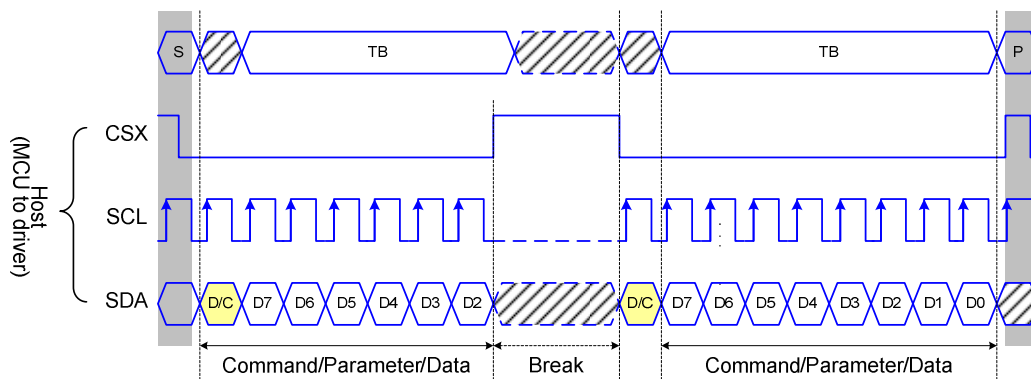 S TB TB P
CSX
Host
(MCU to driver)
SCL
SDA D/C D7 D6 D5 D4 D3 D2 D/C D7 D6 D5 D4 D3 D2 D1 D0
Command/Parameter/Data Break Command/Parameter/Data